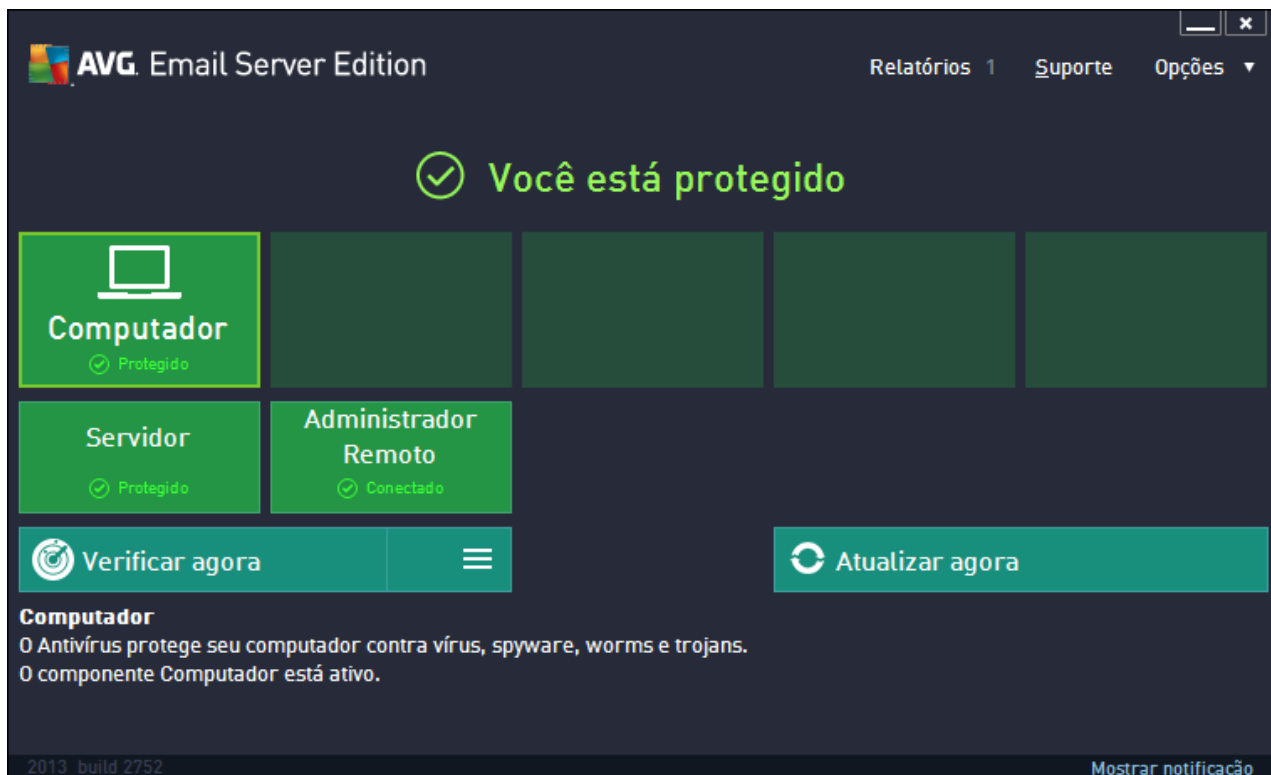 AVG. Email Server Edition
Relatórios 1 Suporte Opções
Você está protegido
Computador
Protegido
Servidor
Protegido
Administrador
Remoto
Conectado
Verificar agora
Atualizar agora
Computador
O Antivírus protege seu computador contra vírus, spyware, worms e trojans.
O componente Computador está ativo.
2013 build 2752
Mostrar notificação